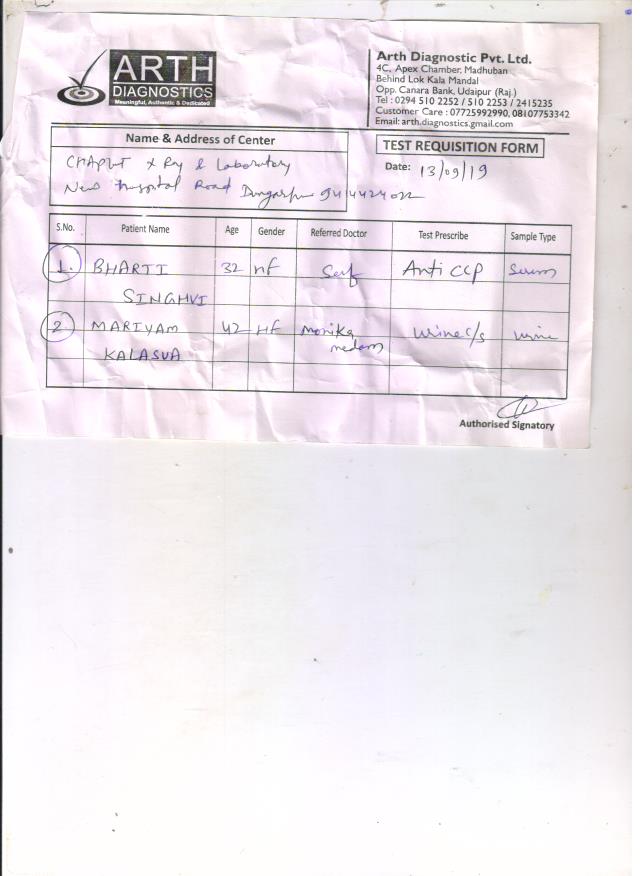 ARTH
DIAGNOSTICS
Meaningful, Authentic & Dedicated
Arth Diagnostic Pvt. Ltd.
4C, Apex Chamber, Madhuban
Behind Lok Kala Mandal
Opp. Canara Bank, Udaipur (Raj.)
Tel : 0294 510 2252 / 510 2253 / 2415235
Customer Care : 07725992990, 08107753342
Email: arth.diagnostics.gmail.com
Name & Address of Center
CHAPUT X Ray & Laboratory
New Hospital Road Dungarpur
TEST REQUISITION FORM
Date: 13/09/19
S.No. Patient Name Age Gender Referred Doctor Test Prescribe Sample Type
1. BHARTI 32 Self Anti CCP Serum
SINGHVI
2. MARIYAM 42 Monika Urine c/s urine
KALASUA medam
Authorised Signatory